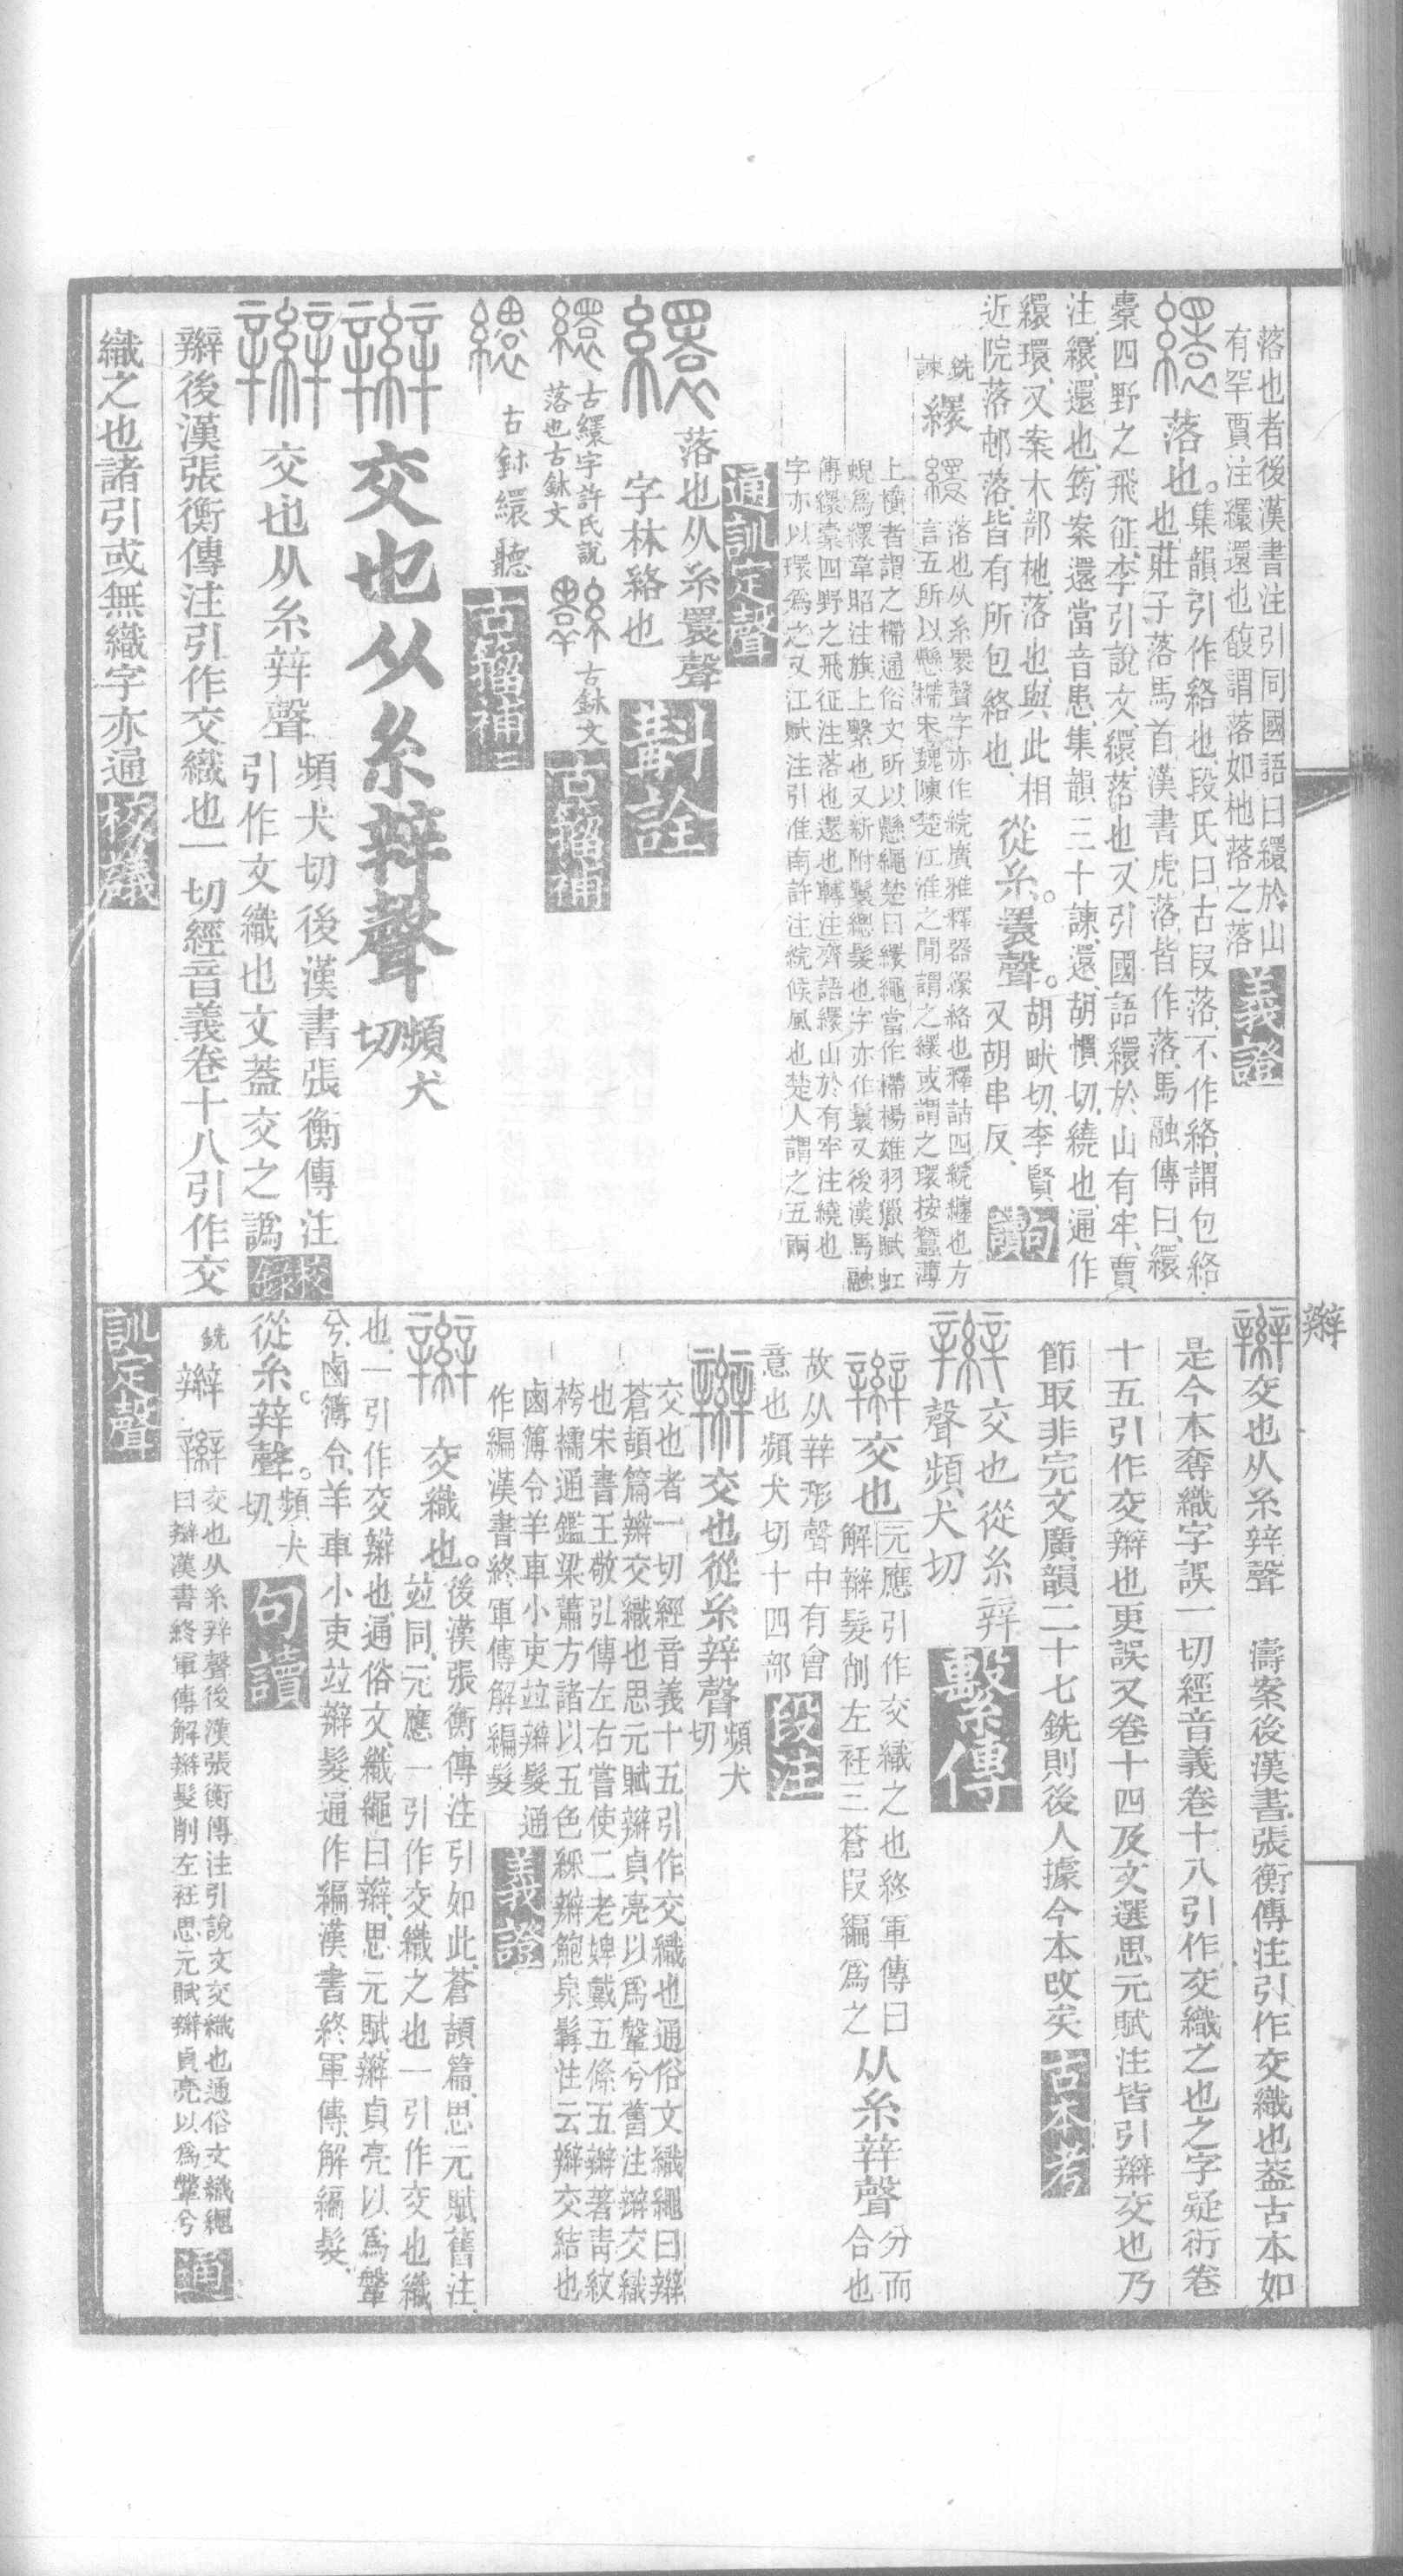 落也者後漢書注引同國語曰繯於山
有罕賈注繯還也馥謂落如杝落之落
義證
繯
落也。集韻引作絡也段氏曰古段落不作絡謂包絡
也莊子落馬首漢書虎落皆作落馬融傳曰繯
橐四野之飛征李引說文繯落也又引國語繯於山有牢賈
注繯還也筠案還當音患集韻三十諫還胡慣切繞也通作
繯環又案木部杝落也與此相
近院落邨落皆有所包絡也
從糸瞏聲。
胡畎切李賢
又胡串反
句讀
銑
諫
繯
繯
落也从糸瞏聲字亦作綄廣雅釋器繯絡也釋詁四繞纏也方
言五所以懸㯂宋魏陳楚江淮之閒謂之繯或謂之環按蠶薄
上橫者謂之㯂通俗文所以懸繩楚曰繯繩當作㯂楊雄羽獵賦虹
蜺爲繯韋昭注旗上繫也又新附鬟總髮也字亦作鬟又後漢馬融
傳繯橐四野之飛征注落也還也轉注齊語繯山於有牢注繞也
字亦以環爲之又江賦注引淮南許注綄候風也楚人謂之五兩
通訓定聲
繯
落也从糸瞏聲
字林絡也
斠詮
繯
古繯字許氏說
落也古鉢文
古鉢文
古籀補
繯
古鉢繯聽
古籀補二
辮
交也从糸辡聲
頻犬
切
辮
交也从糸辡聲
頻犬切後漢書張衡傳注
引作文織也文蓋交之譌
校錄
辮後漢張衡傳注引作交織也一切經音義卷十八引作交
織之也諸引或無織字亦通
校議
辮
辮
交也从糸辡聲
濤案後漢書張衡傳注引作交織也葢古本如
是今本奪織字誤一切經音義卷十八引作交織之也之字疑衍卷
十五引作交辮也更誤又卷十四及文選思元賦注皆引辮交也乃
節取非完文廣韻二十七銑則後人據今本改矣
古本考
辮
交也從糸辡
聲頻犬切
繫傳
辮
交也
元應引作交織之也終軍傳曰
解辮髮削左衽三蒼叚編爲之
从糸辡聲
分而
合也
故从辡形聲中有會
意也頻犬切十四部
段注
辮
交也從糸辡聲
頻犬
切
交也者一切經音義十五引作交織也通俗文織繩曰辮
蒼頡篇辮交織也思元賦辮貞亮以爲鞶兮舊注辮交織
也宋書王敬弘傳左右嘗使二老婢戴五條五辮著靑紋
袴襦通鑑梁蕭方諸以五色綵辮鮑泉髯注云辮交結也
鹵簿令羊車小吏竝辮髮通
作編漢書終軍傳解編髮
義證
辮
交織也。
後漢張衡傳注引如此蒼頡篇思元賦舊注
竝同元應一引作交織之也一引作交也織
也一引作交辮也通俗文織繩曰辮思元賦辮貞亮以爲鞶
兮鹵簿令羊車小吏竝辮髮通作編漢書終軍傳解編髮
從糸辡聲。
頻犬
切
句讀
銑
辮
辮
交也从糸辡聲後漢張衡傳注引說文交織也通俗文織繩
曰辮漢書終軍傳解辮髮削左衽思元賦辮貞亮以爲鞶兮
通
訓定聲